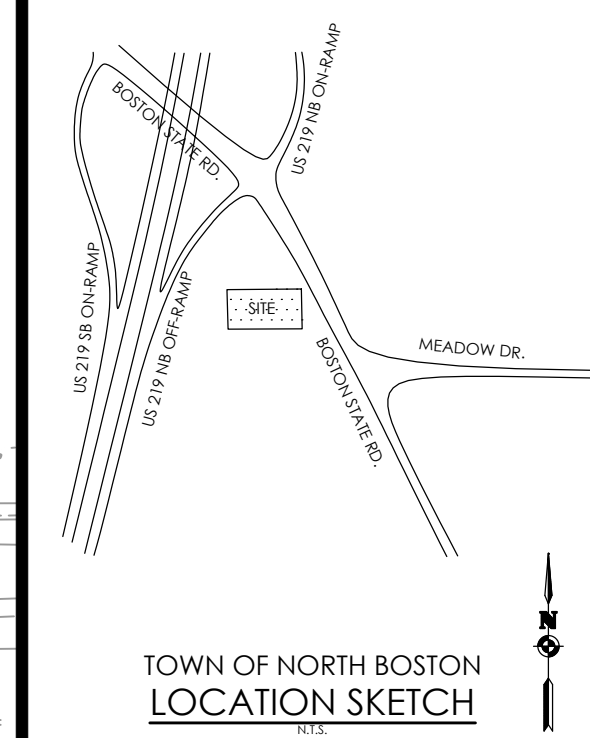 US 219 NB ON-RAMP
BOSTON STATE RD.
US 219 SB ON-RAMP
US 219 NB OFF-RAMP
SITE
MEADOW DR.
BOSTON STATE RD.
N
TOWN OF NORTH BOSTON
LOCATION SKETCH
N.T.S.